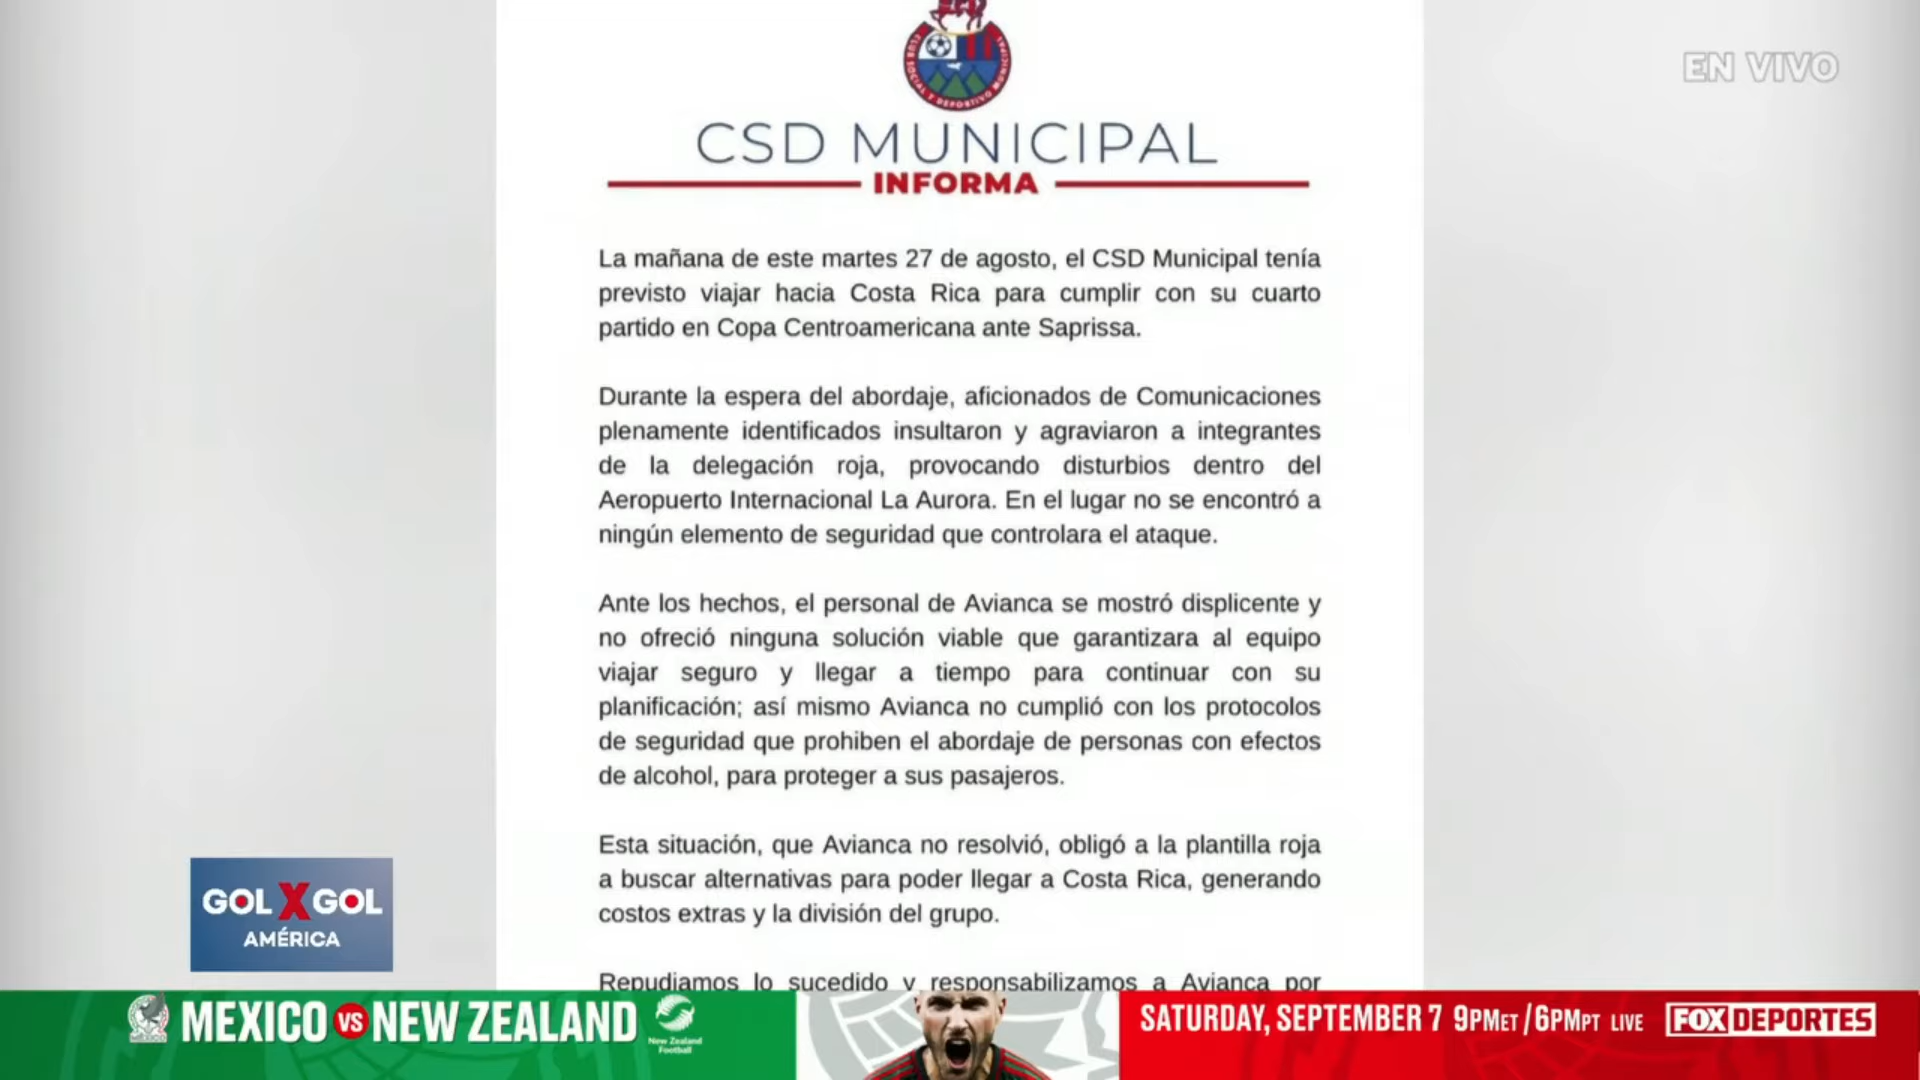 EN VIVO
CLUB SOCIAL Y DEPORTIVO MUNICIPAL
CSD MUNICIPAL
INFORMA
La mañana de este martes 27 de agosto, el CSD Municipal tenía
previsto viajar hacia Costa Rica para cumplir con su cuarto
partido en Copa Centroamericana ante Saprissa.
Durante la espera del abordaje, aficionados de Comunicaciones
plenamente identificados insultaron y agraviaron a integrantes
de la delegación roja, provocando disturbios dentro del
Aeropuerto Internacional La Aurora. En el lugar no se encontró a
ningún elemento de seguridad que controlara el ataque.
Ante los hechos, el personal de Avianca se mostró displicente y
no ofreció ninguna solución viable que garantizara al equipo
viajar seguro y llegar a tiempo para continuar con su
planificación; así mismo Avianca no cumplió con los protocolos
de seguridad que prohiben el abordaje de personas con efectos
de alcohol, para proteger a sus pasajeros.
Esta situación, que Avianca no resolvió, obligó a la plantilla roja
a buscar alternativas para poder llegar a Costa Rica, generando
costos extras y la división del grupo.
Repudiamos lo sucedido y responsabilizamos a Avianca por
GOL X GOL
AMÉRICA
MEXICO
MEXICO VS NEW ZEALAND
New Zealand
Football
SATURDAY, SEPTEMBER 7 9PMET/6PMPT LIVE
FOX DEPORTES